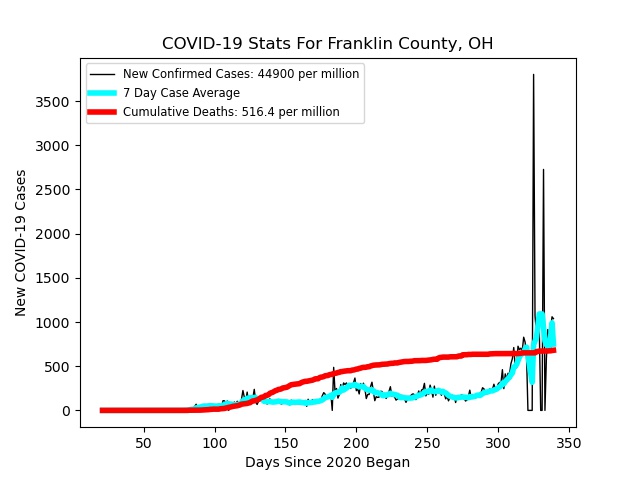 COVID-19 Stats For Franklin County, OH
New Confirmed Cases: 44900 per million
7 Day Case Average
Cumulative Deaths: 516.4 per million
New COVID-19 Cases
3500
3000
2500
2000
1500
1000
500
0
50 100 150 200 250 300 350
Days Since 2020 Began